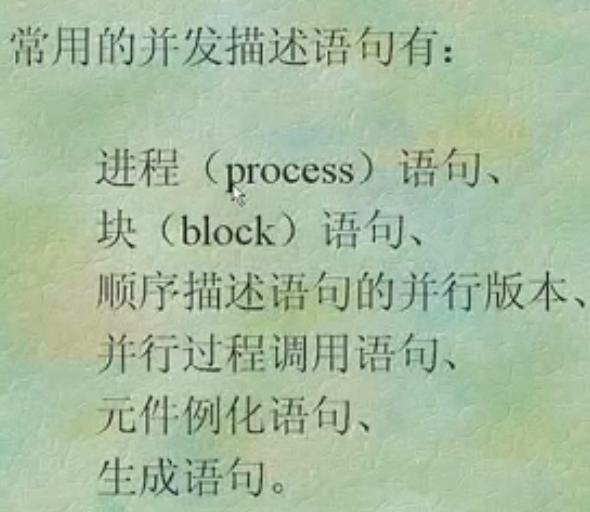 常用的并发描述语句有：
进程（process）语句、
块（block）语句、
顺序描述语句的并行版本、
并行过程调用语句、
元件例化语句、
生成语句。